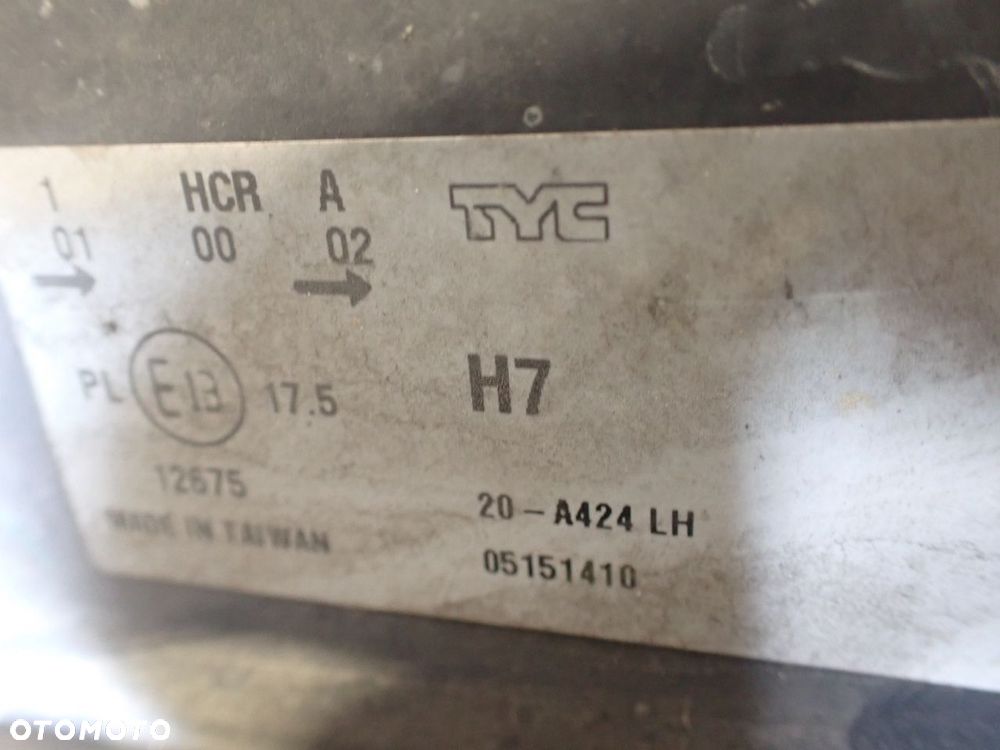 1 HCR A TYC
01 00 02
PL E13 17.5 H7
12675
MADE IN TAIWAN
20-A424 LH
05151410
OTOMOTO